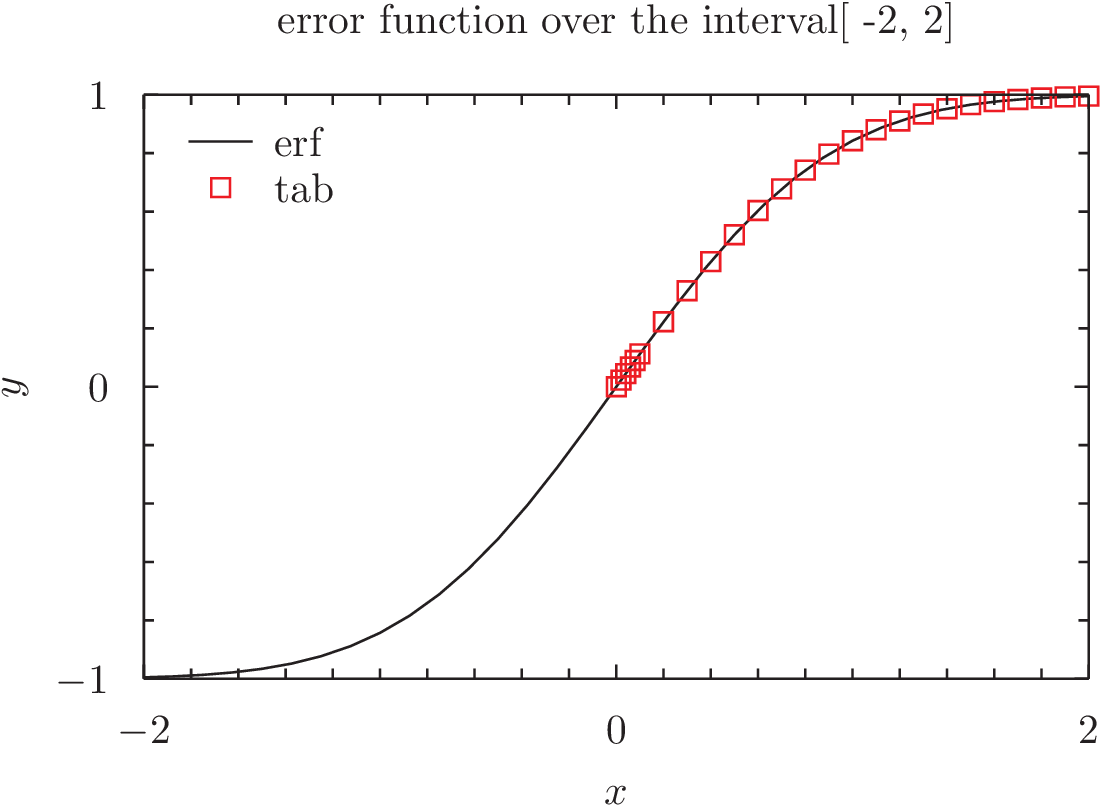 error function over the interval[ -2, 2]
1
erf
tab
0
y
−1
−2 0 2
x